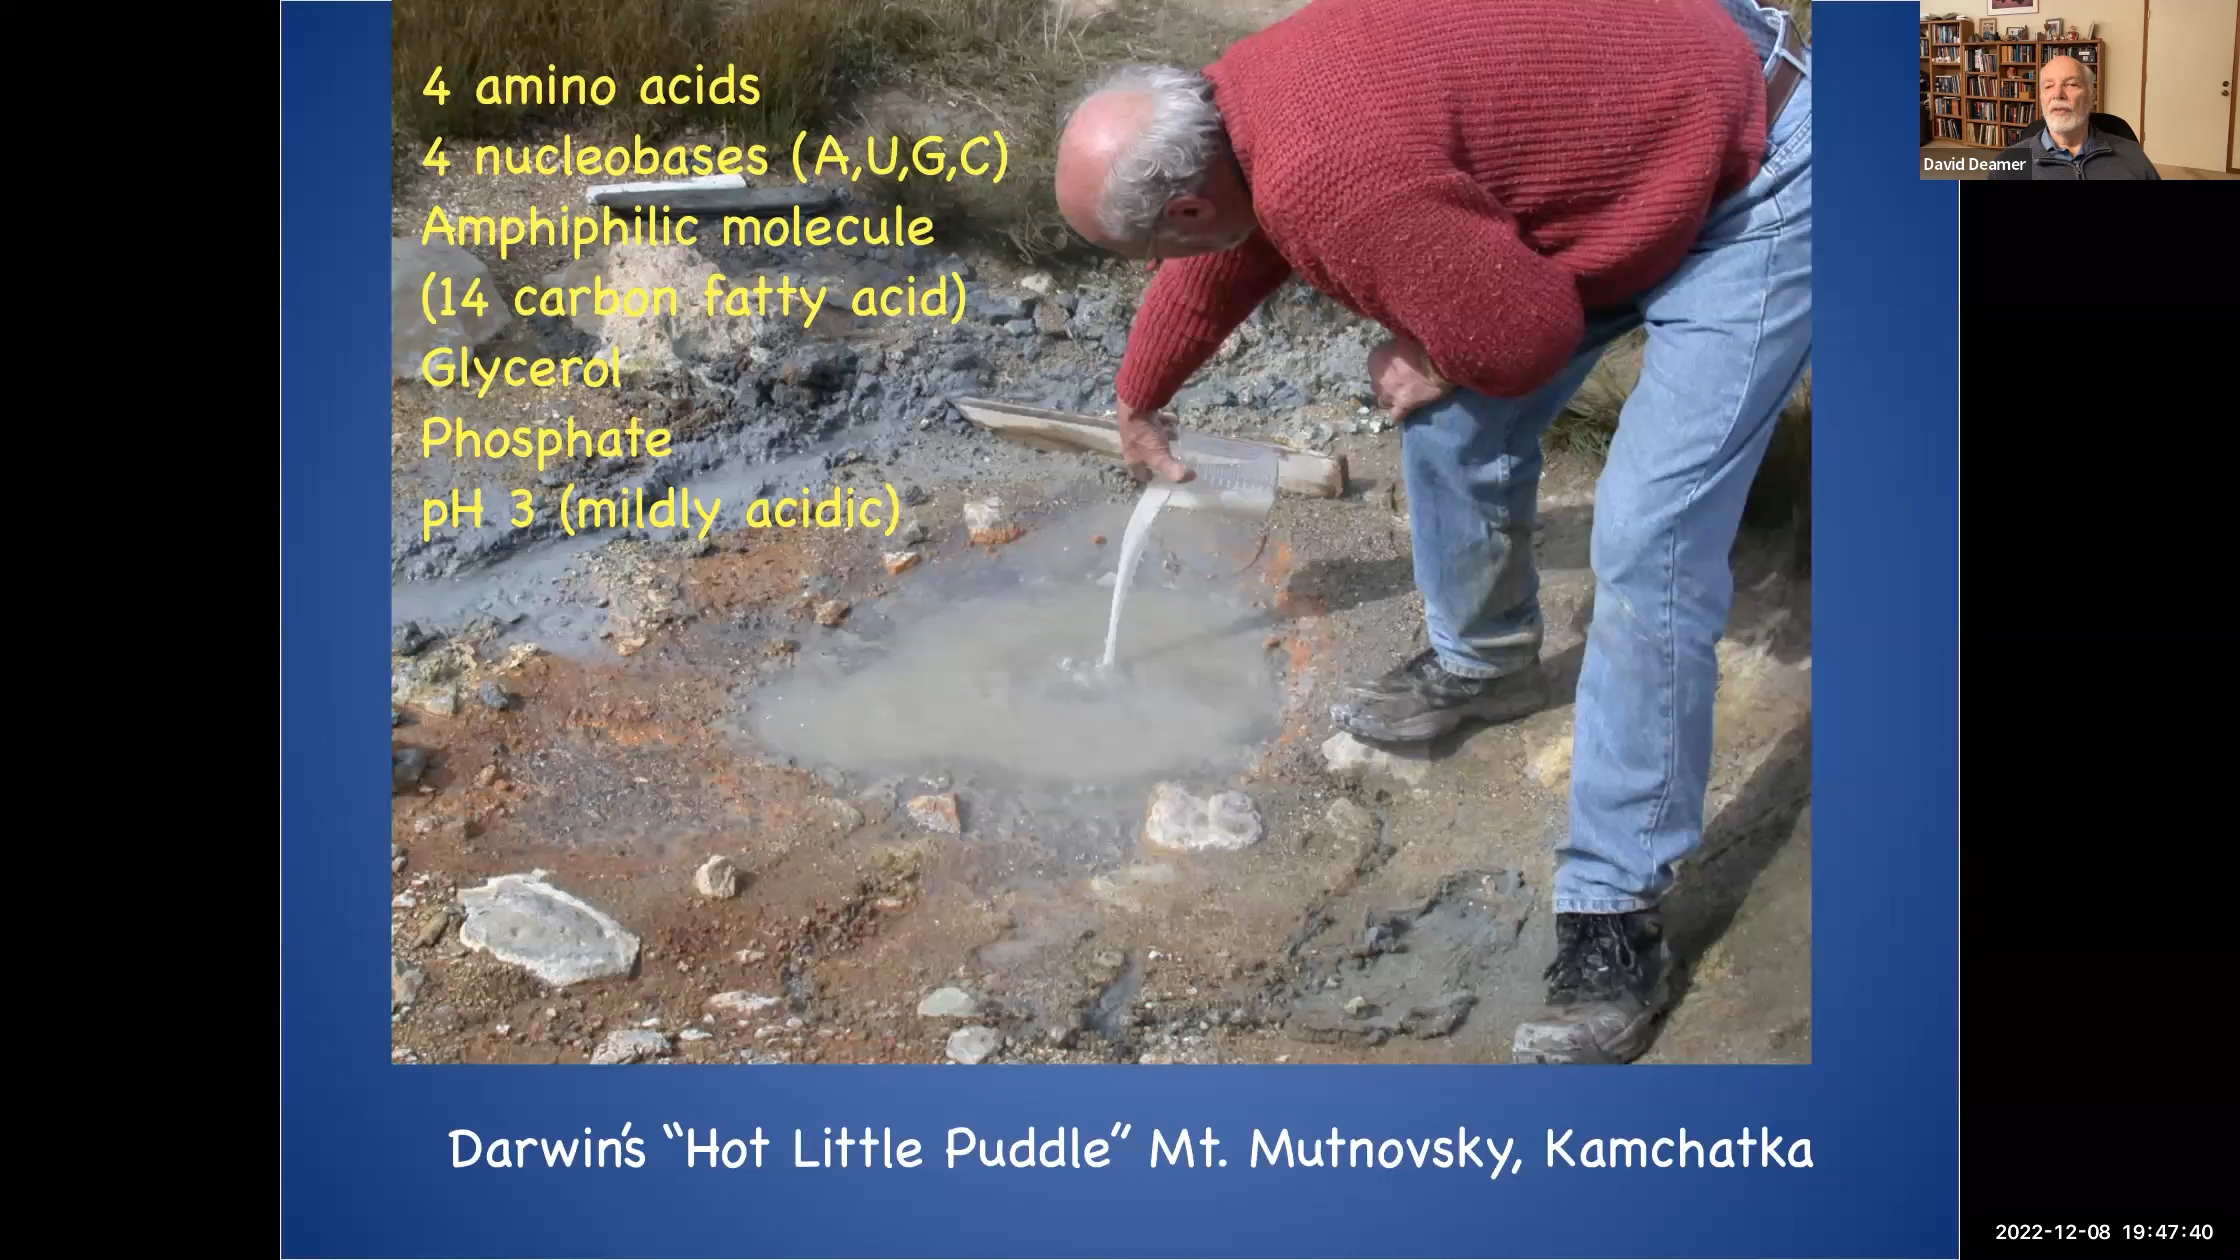 4 amino acids
4 nucleobases (A,U,G,C)
Amphiphilic molecule
(14 carbon fatty acid)
Glycerol
Phosphate
pH 3 (mildly acidic)
David Deamer
Darwin's “Hot Little Puddle” Mt. Mutnovsky, Kamchatka
2022-12-08 19:47:40